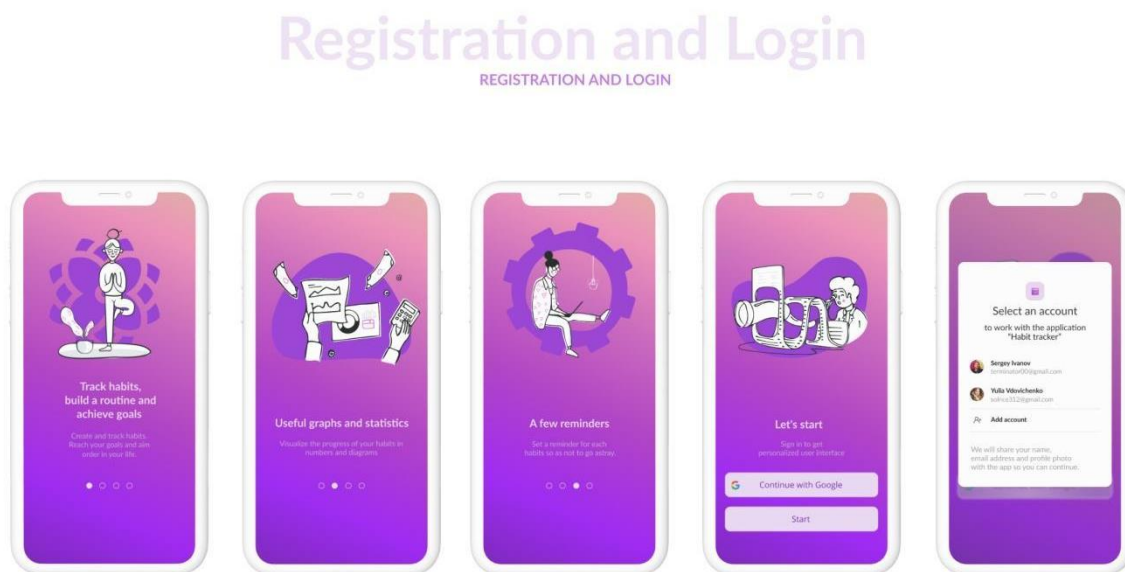 Registration and Login
REGISTRATION AND LOGIN
Track habits,
build a routine and
achieve goals
Create and track habits.
Reach your goals and aim
order in your life.
Useful graphs and statistics
Visualize the progress of your habits in
numbers and diagrams
A few reminders
Set a reminder for each
habits so as not to go astray.
Let's start
Sign in to get
personalized user interface
Continue with Google
Start
Select an account
to work with the application
"Habit tracker"
Sergey Ivanov
terminator00@gmail.com
Yulia Vdovichenko
@gmail.com
Add account
We will share your name,
email address and profile photo
with the app so you can continue.